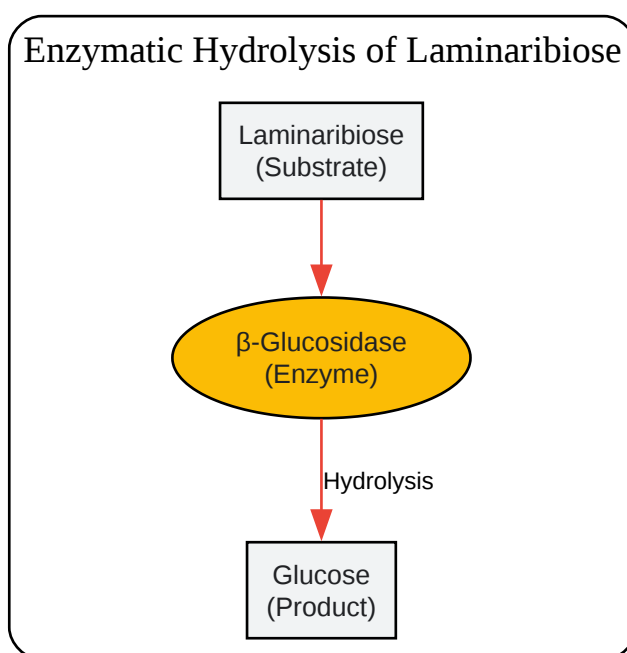 Enzymatic Hydrolysis of Laminaribiose
Laminaribiose
(Substrate)
β-Glucosidase
(Enzyme)
Hydrolysis
Glucose
(Product)